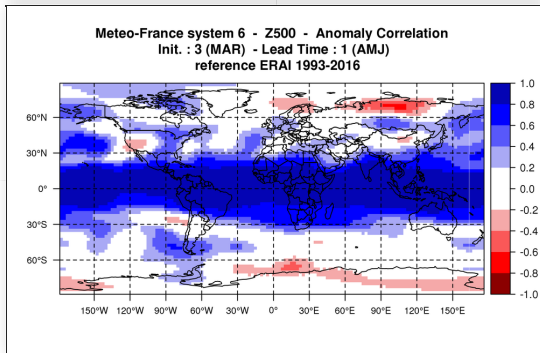 Meteo-France system 6 - Z500 - Anomaly Correlation
Init. : 3 (MAR) - Lead Time : 1 (AMJ)
reference ERAI 1993-2016
60°N
30°N
0°
30°S
60°S
150°W 120°W 90°W 60°W 30°W 0° 30°E 60°E 90°E 120°E 150°E
1.0
0.8
0.6
0.4
0.2
0.0
-0.2
-0.4
-0.6
-0.8
-1.0